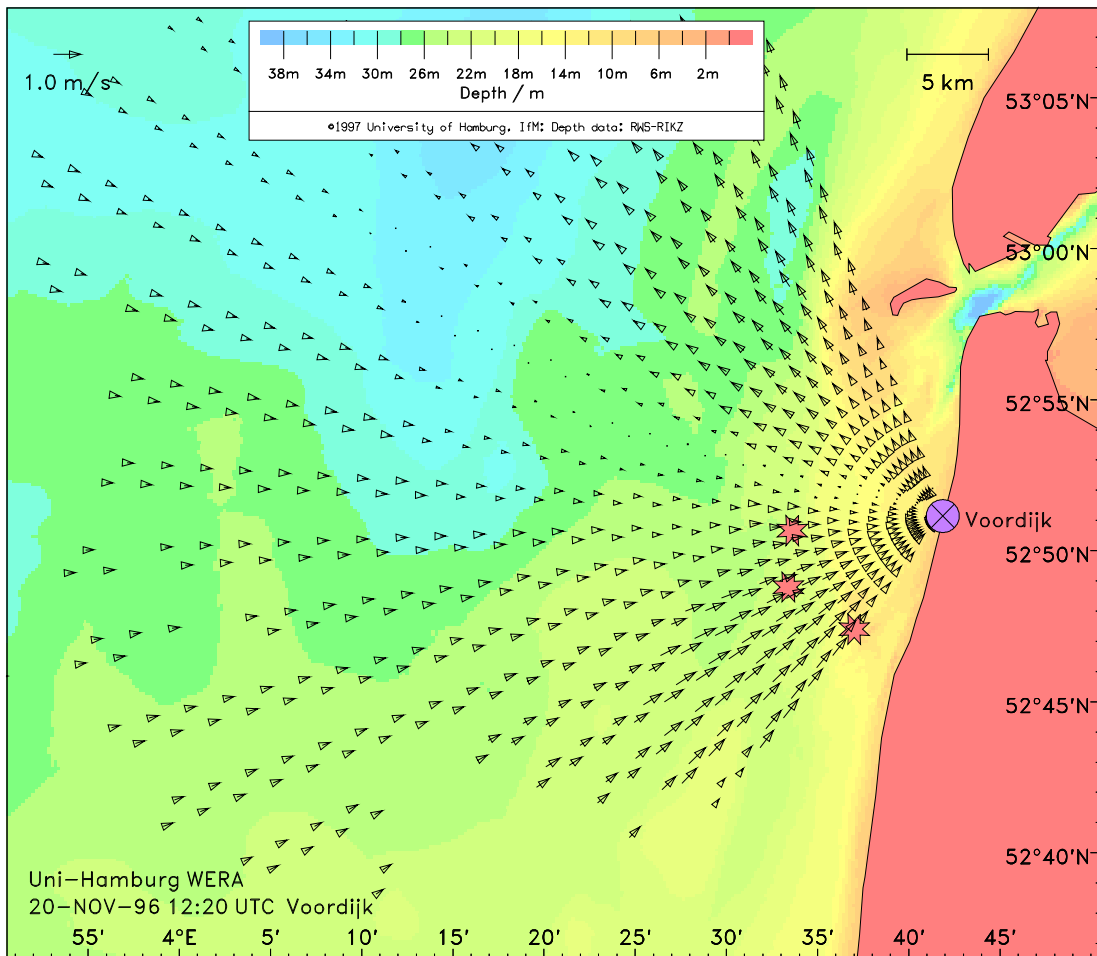 1.0 m/s
38m 34m 30m 26m 22m 18m 14m 10m 6m 2m
Depth / m
©1997 University of Hamburg, IfM; Depth data: RWS-RIKZ
5 km
53°05'N
53°00'N
52°55'N
Voordijk
52°50'N
52°45'N
52°40'N
Uni-Hamburg WERA
20-NOV-96 12:20 UTC Voordijk
55' 4°E 5' 10' 15' 20' 25' 30' 35' 40' 45'